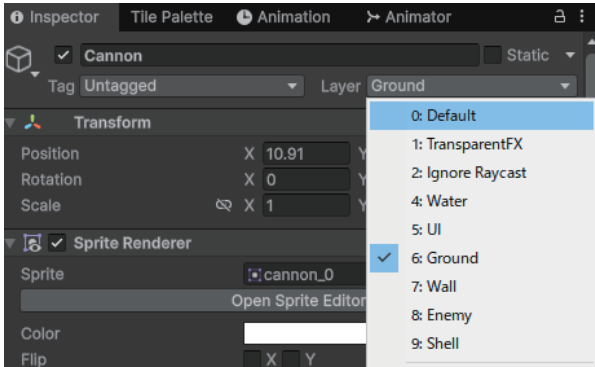 Inspector Tile Palette Animation Animator
Cannon Static
Tag Untagged Layer Ground
Transform
Position X 10.91 Y
Rotation X 0 Y
Scale X 1 Y
Sprite Renderer
Sprite cannon_0
Open Sprite Editor
Color
Flip X Y
0: Default
1: TransparentFX
2: Ignore Raycast
4: Water
5: UI
6: Ground
7: Wall
8: Enemy
9: Shell